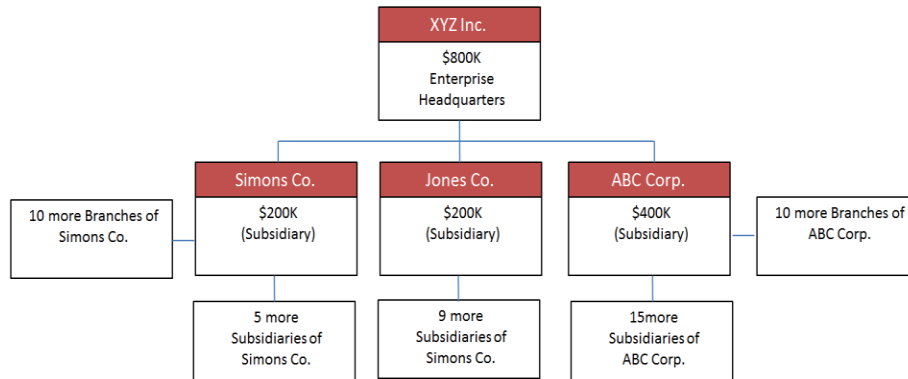 XYZ Inc.
$800K
Enterprise
Headquarters
Simons Co.
$200K
(Subsidiary)
Jones Co.
$200K
(Subsidiary)
ABC Corp.
$400K
(Subsidiary)
10 more Branches of
Simons Co.
10 more Branches of
ABC Corp.
5 more
Subsidiaries of
Simons Co.
9 more
Subsidiaries of
Simons Co.
15more
Subsidiaries of
ABC Corp.